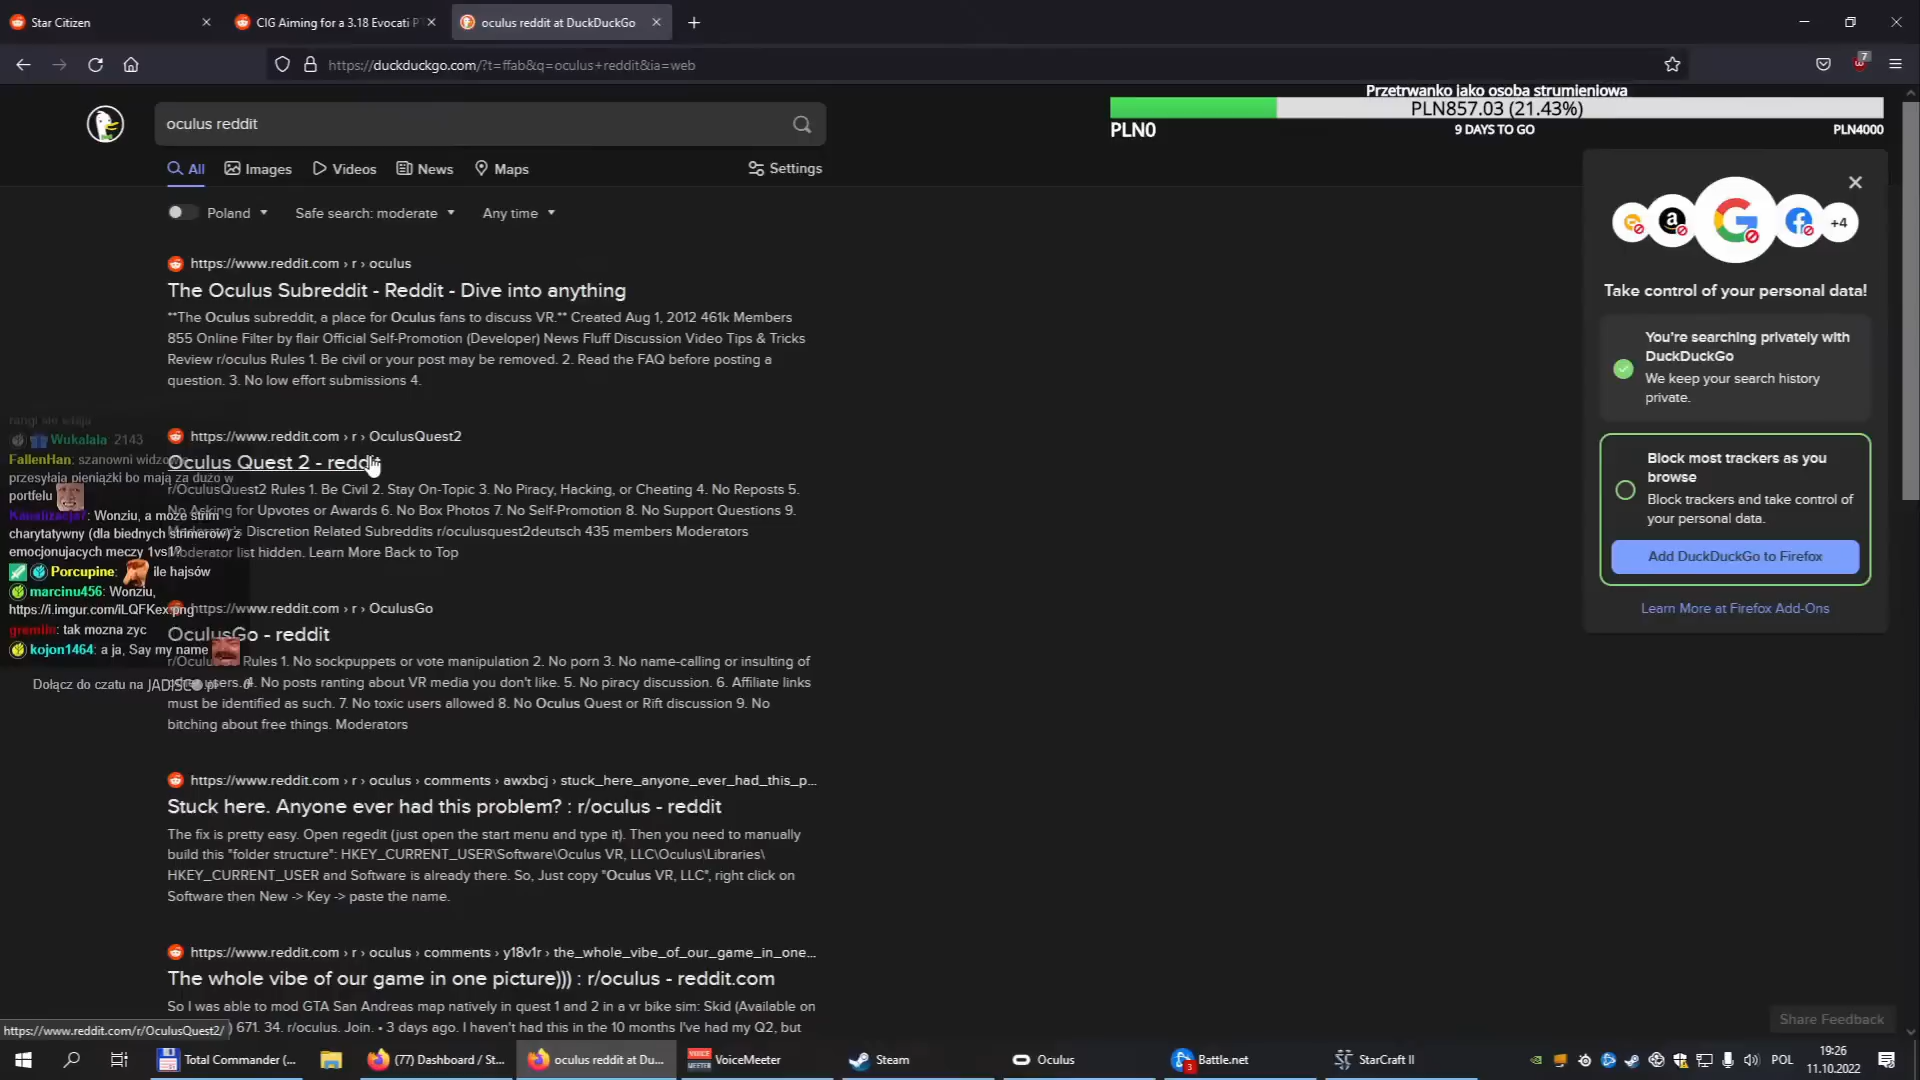 Star Citizen
CIG Aiming for a 3.18 Evocati
oculus reddit at DuckDuckGo
https://duckduckgo.com/?t=ffab&q=oculus+reddit&ia=web
7
Przetrwanko jako osoba strumieniowa
PLN857.03 (21.43%)
PLN0
9 DAYS TO GO
PLN4000
oculus reddit
All
Images
Videos
News
Maps
Settings
Poland
Safe search: moderate
Any time
https://www.reddit.com › r › oculus
The Oculus Subreddit - Reddit - Dive into anything
**The Oculus subreddit, a place for Oculus fans to discuss VR.** Created Aug 1, 2012 461k Members
855 Online Filter by flair Official Self-Promotion (Developer) News Fluff Discussion Video Tips & Tricks
Review r/oculus Rules 1. Be civil or your post may be removed. 2. Read the FAQ before posting a
question. 3. No low effort submissions 4.
https://www.reddit.com › r › OculusQuest2
Oculus Quest 2 - reddit
r/OculusQuest2 Rules 1. Be Civil 2. Stay On-Topic 3. No Piracy, Hacking, or Cheating 4. No Reposts 5.
No Asking for Upvotes or Awards 6. No Box Photos 7. No Self-Promotion 8. No Support Questions 9.
Moderator's Discretion Related Subreddits r/oculusquest2deutsch 435 members Moderators
Moderator list hidden. Learn More Back to Top
https://www.reddit.com › r › OculusGo
OculusGo - reddit
r/Oculus Rules 1. No sockpuppets or vote manipulation 2. No porn 3. No name-calling or insulting of
users. 4. No posts ranting about VR media you don't like. 5. No piracy discussion. 6. Affiliate links
must be identified as such. 7. No toxic users allowed 8. No Oculus Quest or Rift discussion 9. No
bitching about free things. Moderators
https://www.reddit.com › r › oculus › comments › awxbcj › stuck_here_anyone_ever_had_this_p...
Stuck here. Anyone ever had this problem? : r/oculus - reddit
The fix is pretty easy. Open regedit (just open the start menu and type it). Then you need to manually
build this "folder structure": HKEY_CURRENT_USER\Software\Oculus VR, LLC\Oculus\Libraries\
HKEY_CURRENT_USER and Software is already there. So, Just copy "Oculus VR, LLC", right click on
Software then New -> Key -> paste the name.
https://www.reddit.com › r › oculus › comments › y18v1r › the_whole_vibe_of_our_game_in_one...
The whole vibe of our game in one picture))) : r/oculus - reddit.com
So I was able to mod GTA San Andreas map natively in quest 1 and 2 in a vr bike sim: Skid (Available on
) 671. 34. r/oculus. Join. • 3 days ago. I haven't had this in the 10 months I've had my Q2, but
Wukalaia: 2143
FallenHan: szanowni widzowie
przesyłają pieniążki bo mają za dużo w
portfelu
Kanalizacja: Wonziu, a może strim
charytatywny (dla biednych strimerow) z
emocjonujacych meczy 1vs1?
Porcupine: ile hajsów
marcinu456: Wonziu,
https://i.imgur.com/iLQFKex.png
gremlin: tak mozna zyc
kojon1464: a ja, Say my name
Dołącz do czatu na JADISCO.pl
+4
Take control of your personal data!
You're searching privately with
DuckDuckGo
We keep your search history
private.
Block most trackers as you
browse
Block trackers and take control of
your personal data.
Add DuckDuckGo to Firefox
Learn More at Firefox Add-Ons
Share Feedback
https://www.reddit.com/r/OculusQuest2/
Total Commander (...
(77) Dashboard / St...
oculus reddit at Du...
VOICE MEETER
VoiceMeeter
Steam
Oculus
3
Battle.net
StarCraft II
POL
19:26
11.10.2022